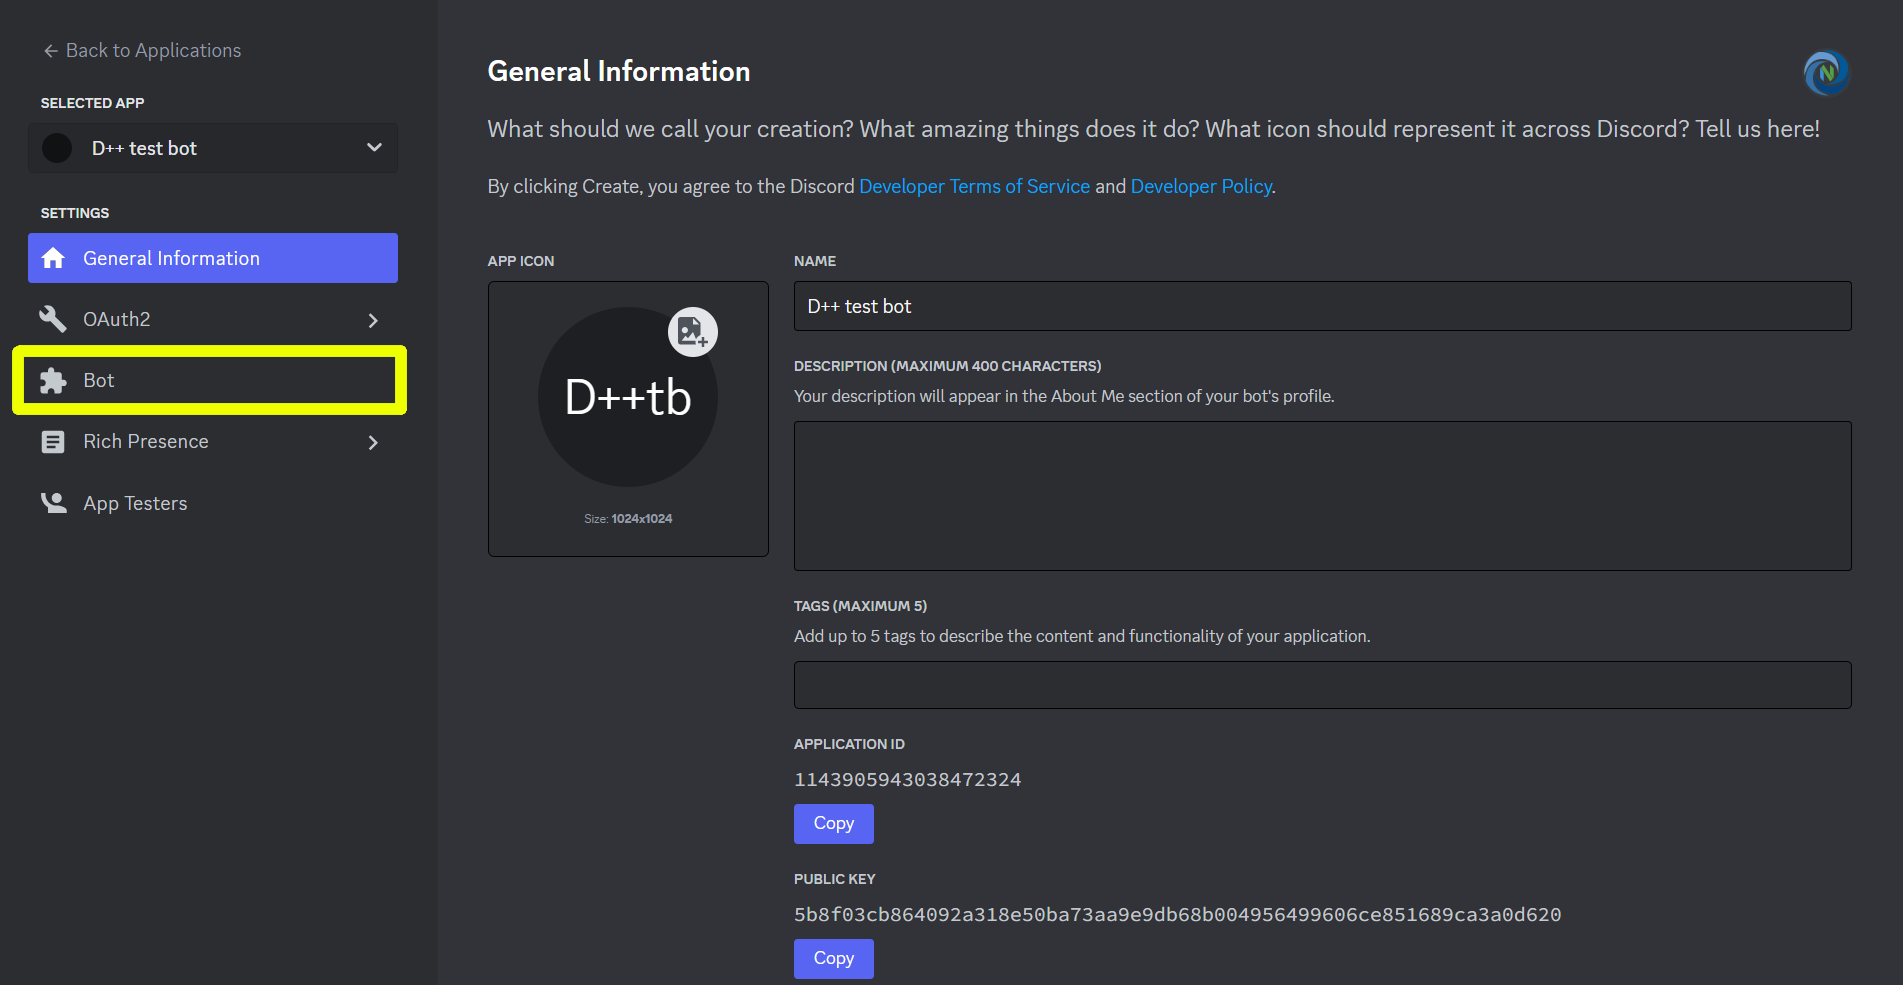 Back to Applications
SELECTED APP
D++ test bot
SETTINGS
General Information
OAuth2
Bot
Rich Presence
App Testers
General Information
N
What should we call your creation? What amazing things does it do? What icon should represent it across Discord? Tell us here!
By clicking Create, you agree to the Discord Developer Terms of Service and Developer Policy.
APP ICON
D++tb
Size: 1024x1024
NAME
D++ test bot
DESCRIPTION (MAXIMUM 400 CHARACTERS)
Your description will appear in the About Me section of your bot's profile.
TAGS (MAXIMUM 5)
Add up to 5 tags to describe the content and functionality of your application.
APPLICATION ID
1143905943038472324
Copy
PUBLIC KEY
5b8f03cb864092a318e50ba73aa9e9db68b004956499606ce851689ca3a0d620
Copy